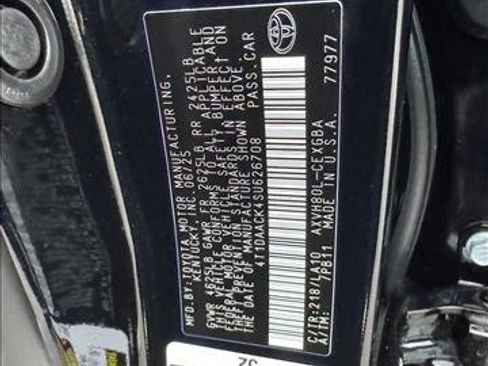 MFD.BY:TOYOTA MOTOR MANUFACTURING,
KENTUCKY, INC. 06/25
GVWR 4625LB GAWR FR 2625LB RR 2425LB
THIS VEHICLE CONFORMS TO ALL APPLICABLE
FEDERAL MOTOR VEHICLE SAFETY, BUMPER, AND
THEFT PREVENTION STANDARDS IN EFFECT ON
THE DATE OF MANUFACTURE SHOWN ABOVE.
4T1DAACK4SU626708 PASS.CAR
C/TR:218/LA10 AXVH80L-CEXGBA
A/TM: /PB11 MADE IN U.S.A. 77977